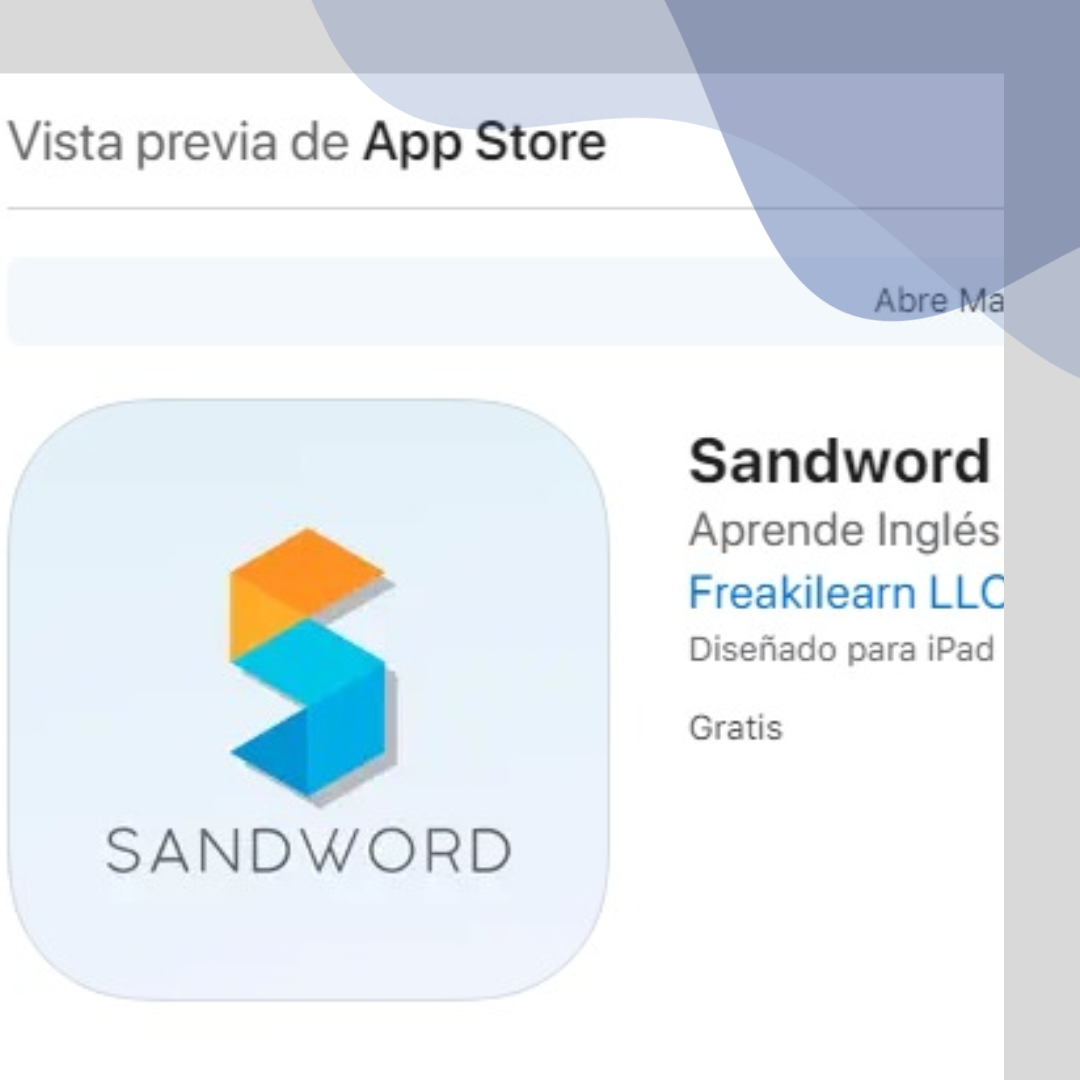 Vista previa de App Store
Abre Ma
Sandword
Aprende Inglés
Freakilearn LLC
Diseñado para iPad
Gratis
SANDWORD